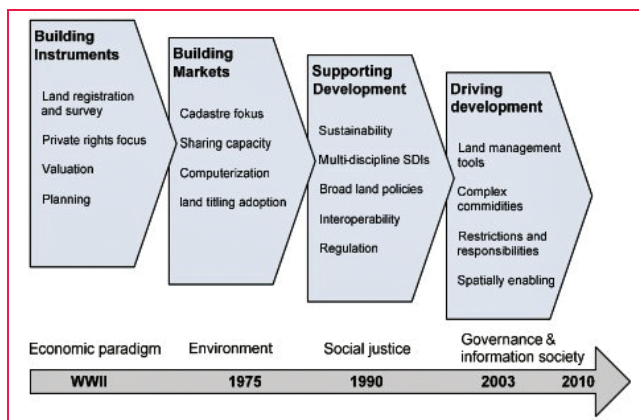 Building
Instruments
Land registration
and survey
Private rights focus
Valuation
Planning
Building
Markets
Cadastre fokus
Sharing capacity
Computerization
land titling adoption
Supporting
Development
Sustainability
Multi-discipline SDIs
Broad land policies
Interoperability
Regulation
Driving
development
Land management
tools
Complex
commidities
Restrictions and
responsibilities
Spatially enabling
Economic paradigm
Environment
Social justice
Governance &
information society
WWII
1975
1990
2003
2010